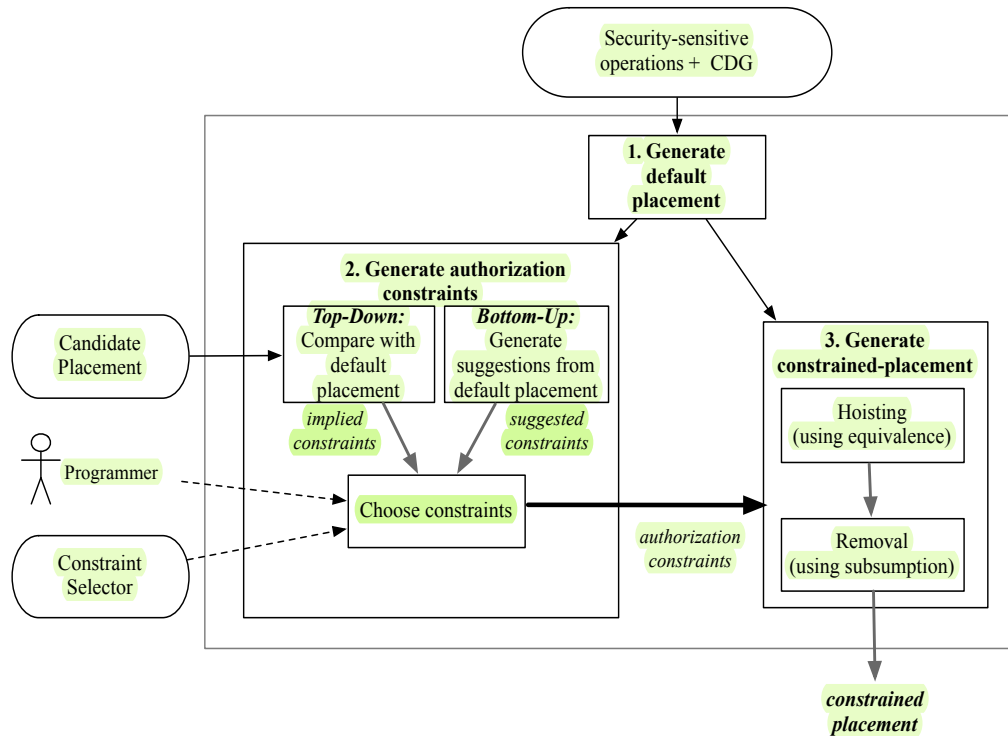 Security-sensitive
operations + CDG
1. Generate
default
placement
2. Generate authorization
constraints
Top-Down:
Compare with
default
placement
Bottom-Up:
Generate
suggestions from
default placement
implied
constraints
suggested
constraints
Choose constraints
Candidate
Placement
Programmer
Constraint
Selector
authorization
constraints
3. Generate
constrained-placement
Hoisting
(using equivalence)
Removal
(using subsumption)
constrained
placement